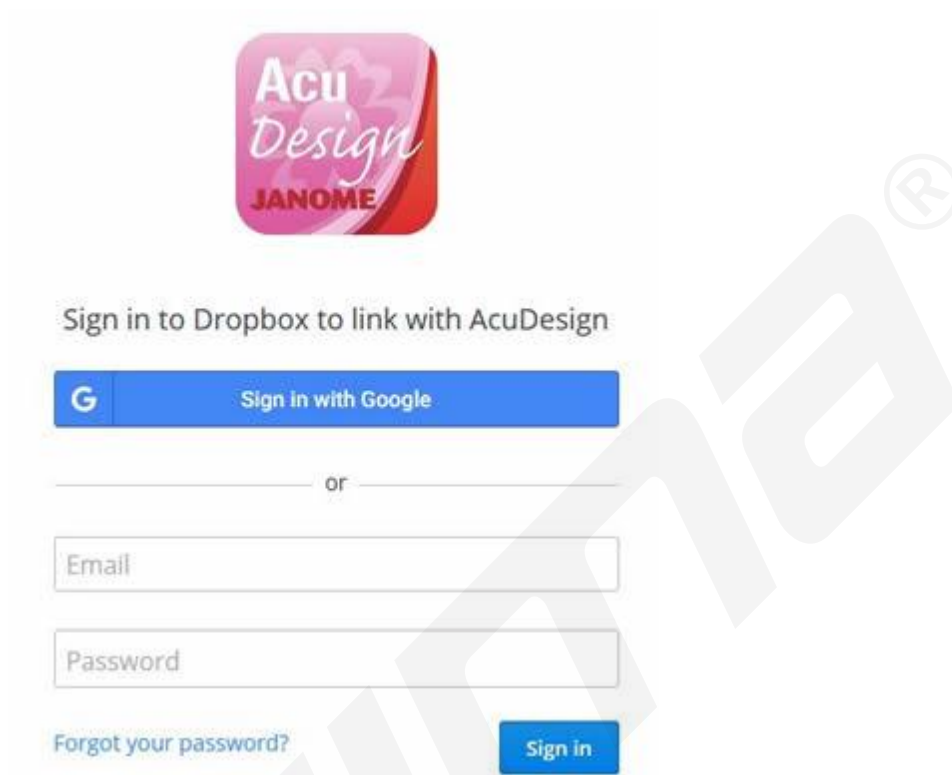 Acu
Design
JANOME
Sign in to Dropbox to link with AcuDesign
G Sign in with Google
or
Email
Password
Forgot your password? Sign in
®